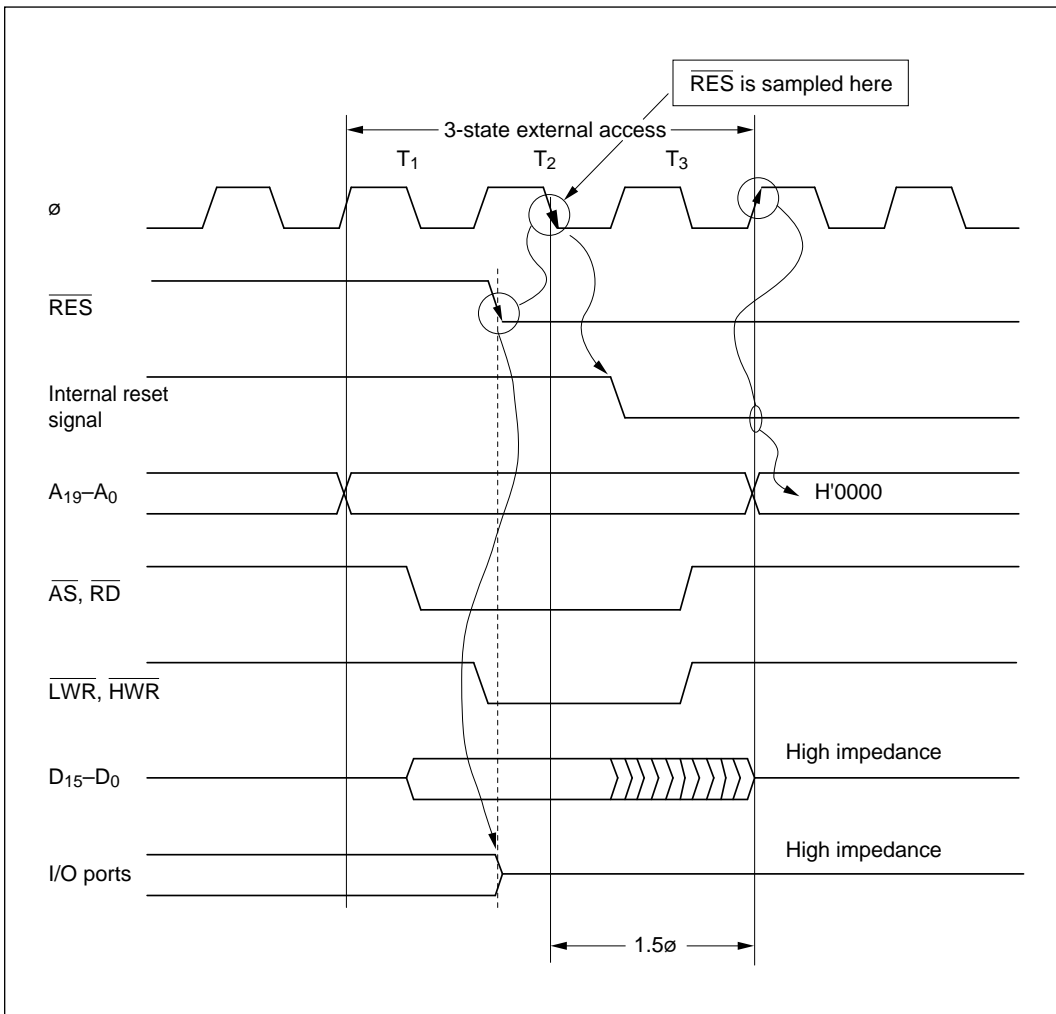 RES is sampled here
3-state external access
T1 T2 T3
ø
RES
Internal reset
signal
A19–A0
H'0000
AS, RD
LWR, HWR
High impedance
D15–D0
High impedance
I/O ports
1.5ø